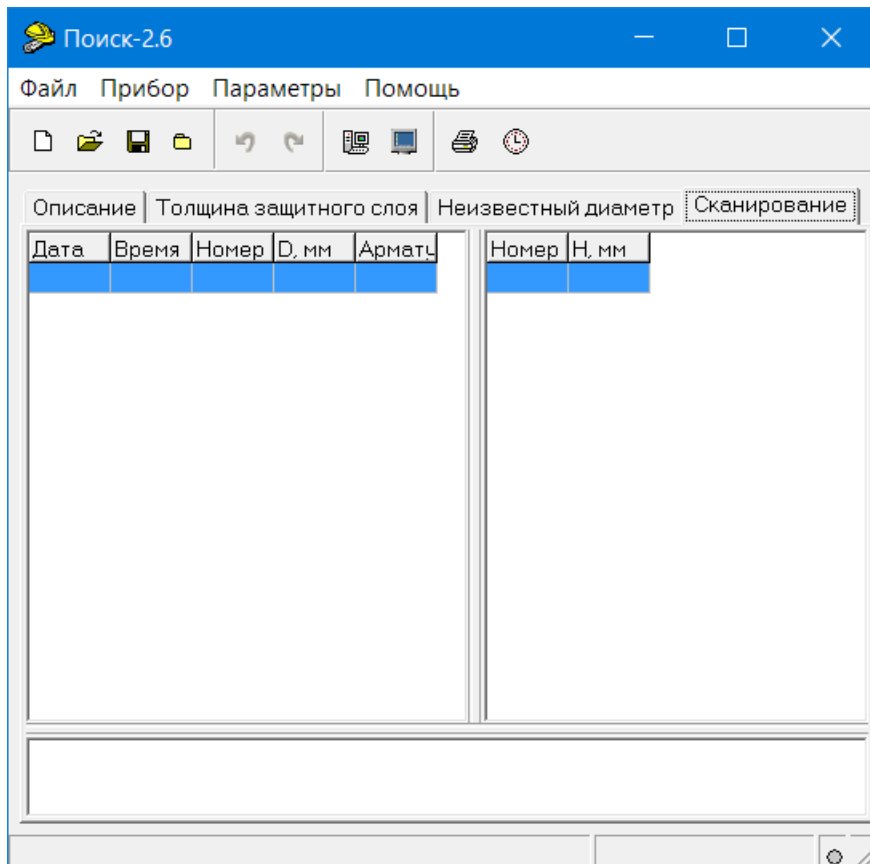 Поиск-2.6
Файл Прибор Параметры Помощь
Описание Толщина защитного слоя Неизвестный диаметр Сканирование
Дата Время Номер D, мм Армату Номер H, мм